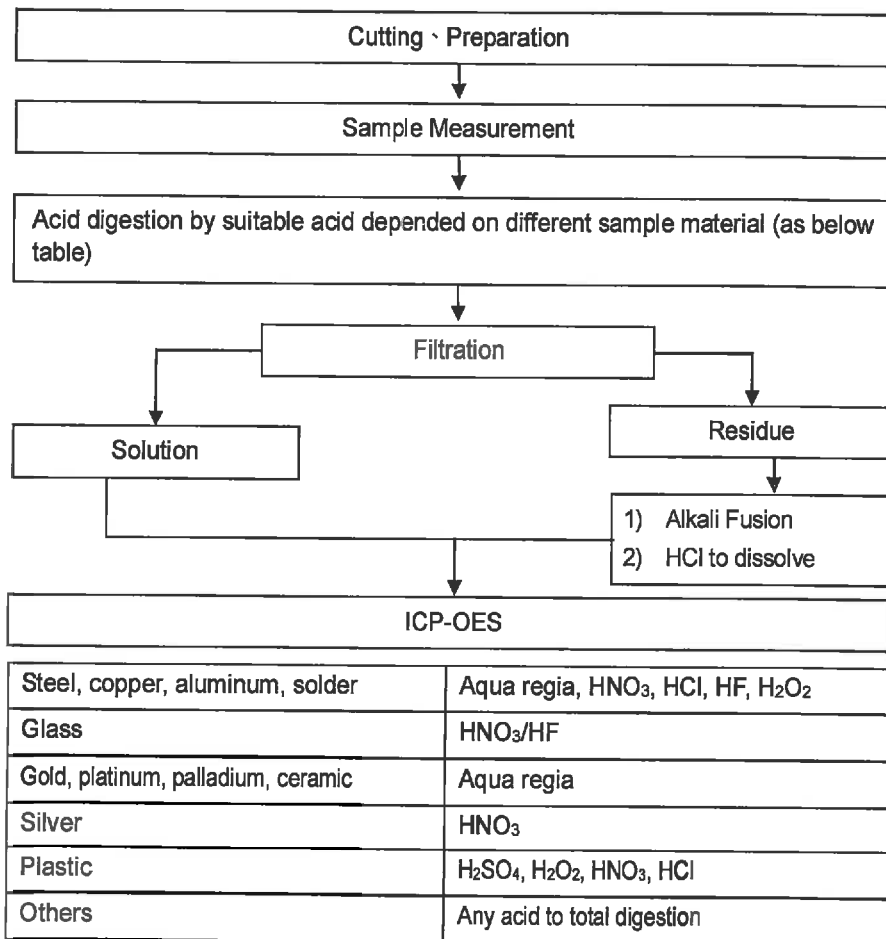 Cutting、Preparation
Sample Measurement
Acid digestion by suitable acid depended on different sample material (as below
table)
Filtration
Solution
Residue
1) Alkali Fusion
2) HCl to dissolve
ICP-OES
Steel, copper, aluminum, solder
Aqua regia, HNO₃, HCl, HF, H₂O₂
Glass
HNO₃/HF
Gold, platinum, palladium, ceramic
Aqua regia
Silver
HNO₃
Plastic
H₂SO₄, H₂O₂, HNO₃, HCl
Others
Any acid to total digestion